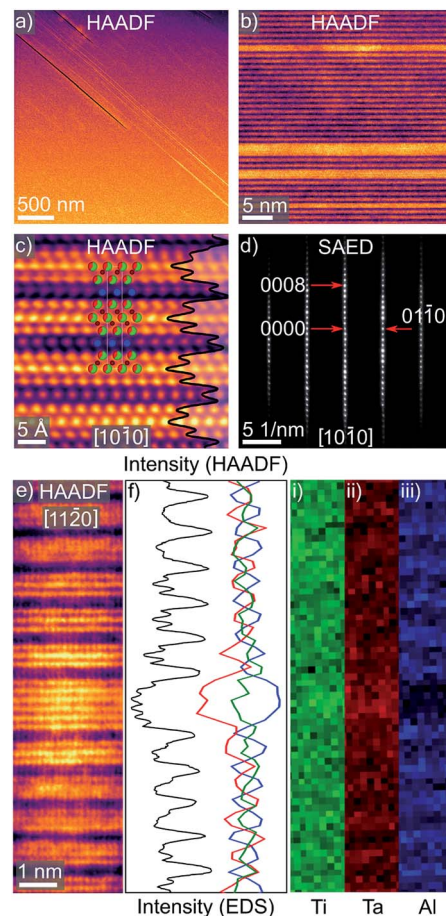 a) HAADF
500 nm
b) HAADF
5 nm
c) HAADF
5 Å
[101̄0]
d) SAED
0008
0000
011̄0
5 1/nm
[101̄0]
Intensity (HAADF)
e) HAADF
[112̄0]
1 nm
f)
i)
ii)
iii)
Intensity (EDS)
Ti
Ta
Al